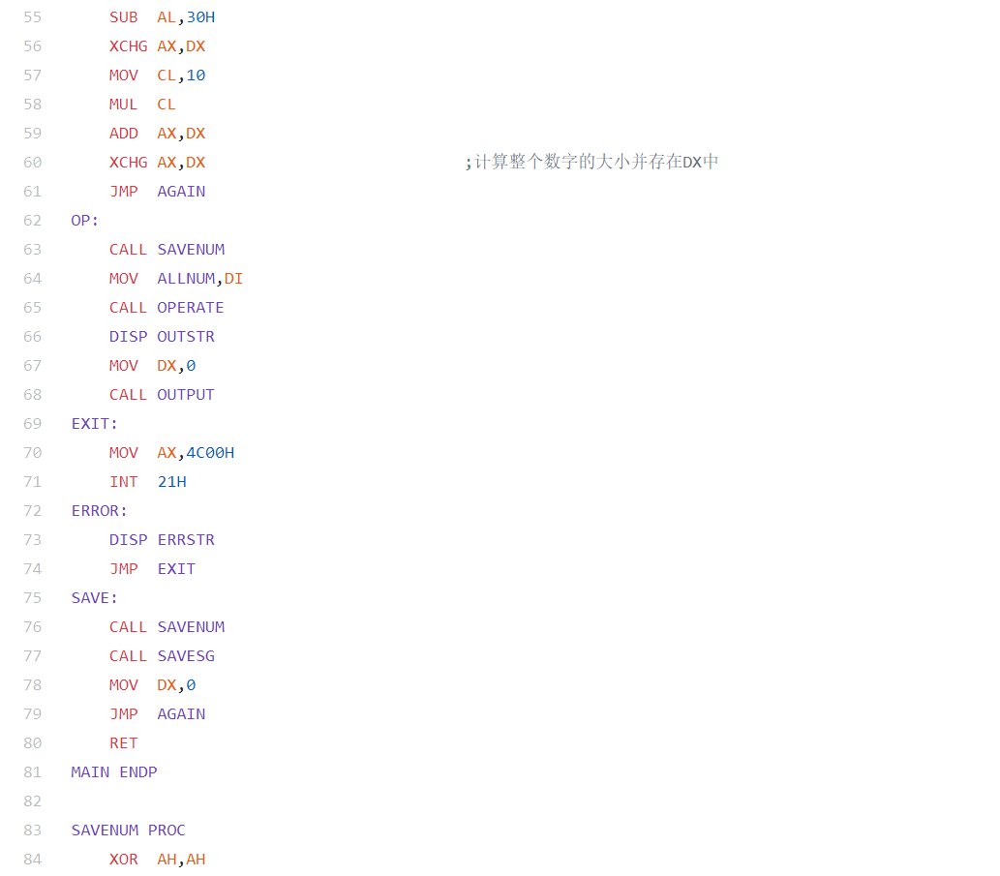 55 SUB AL,30H
56 XCHG AX,DX
57 MOV CL,10
58 MUL CL
59 ADD AX,DX
60 XCHG AX,DX ;计算整个数字的大小并存在DX中
61 JMP AGAIN
62 OP:
63 CALL SAVENUM
64 MOV ALLNUM,DI
65 CALL OPERATE
66 DISP OUTSTR
67 MOV DX,0
68 CALL OUTPUT
69 EXIT:
70 MOV AX,4C00H
71 INT 21H
72 ERROR:
73 DISP ERRSTR
74 JMP EXIT
75 SAVE:
76 CALL SAVENUM
77 CALL SAVESG
78 MOV DX,0
79 JMP AGAIN
80 RET
81 MAIN ENDP
82
83 SAVENUM PROC
84 XOR AH,AH